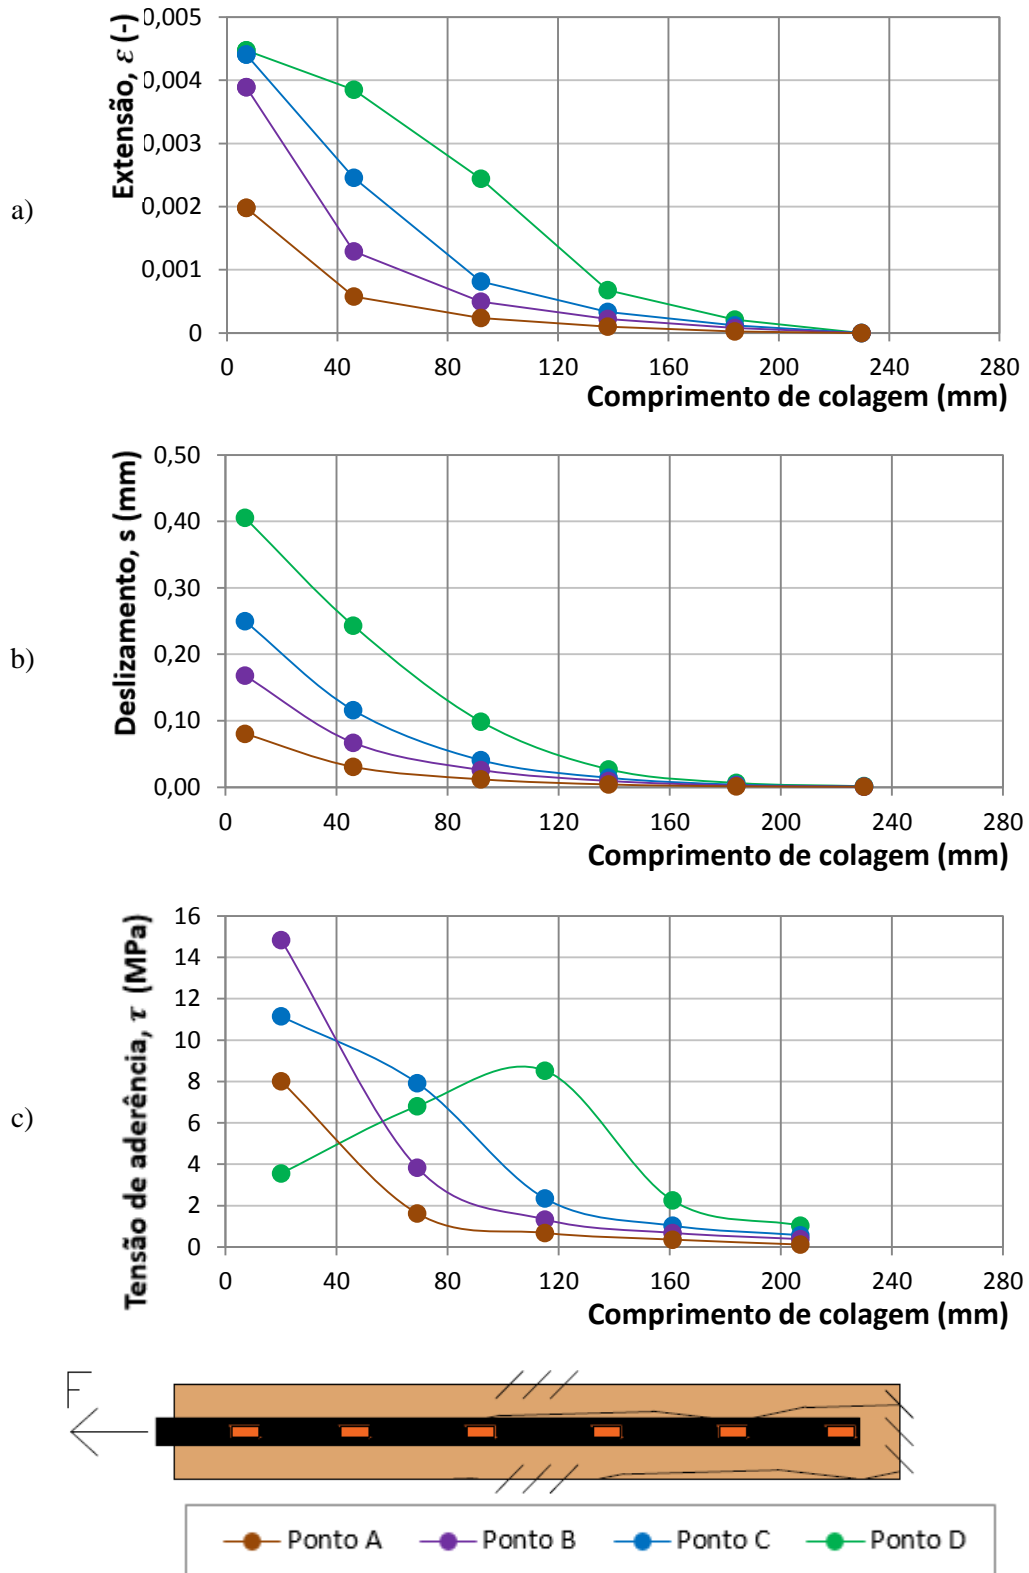 a)
Extensão, ε (-)
0,005
0,004
0,003
0,002
0,001
0
0 40 80 120 160 200 240 280
Comprimento de colagem (mm)
b)
Deslizamento, s (mm)
0,50
0,40
0,30
0,20
0,10
0,00
0 40 80 120 160 200 240 280
Comprimento de colagem (mm)
c)
Tensão de aderência, τ (MPa)
16
14
12
10
8
6
4
2
0
0 40 80 120 160 200 240 280
Comprimento de colagem (mm)
F
Ponto A Ponto B Ponto C Ponto D